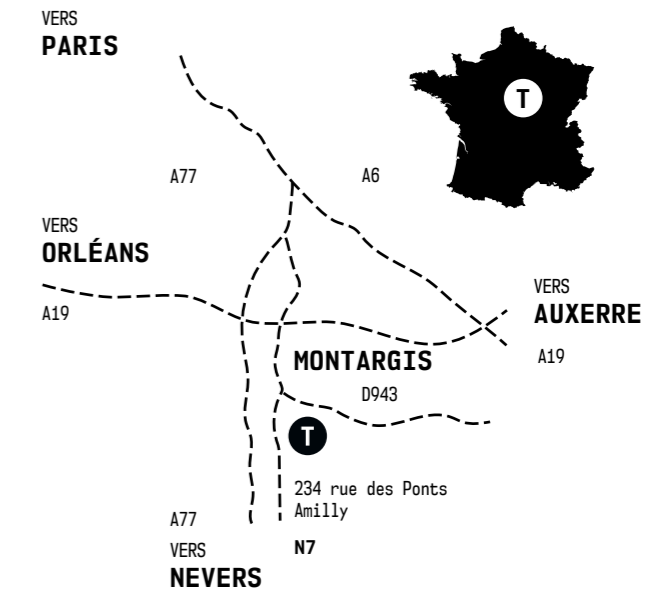 VERS
PARIS
T
A77
A6
VERS
ORLÉANS
A19
VERS
AUXERRE
A19
MONTARGIS
D943
T
234 rue des Ponts
Amilly
A77
N7
VERS
NEVERS